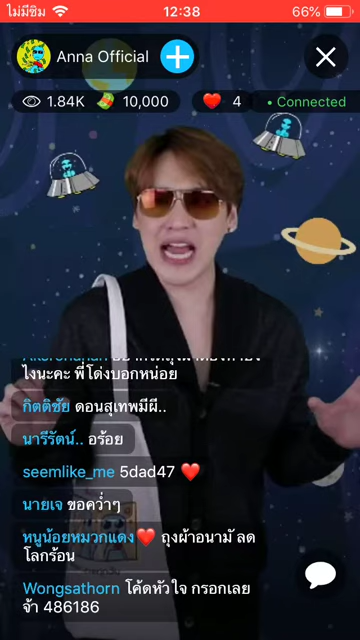 ไม่มีซิม 12:38 66%
Anna Official
1.84K 10,000 4 • Connected
ไงนะคะ พี่โด่งบอกหน่อย
กิตติชัย ดอนสุเทพมีผี..
นารีรัตน์.. อร้อย
seemlike_me 5dad47 ❤️
นายเจ ขอคว่ำๆ
หนูน้อยหมวกแดง❤️ ถุงผ้าอนามั ลด
โลกร้อน
Wongsathorn โค้ดหัวใจ กรอกเลย
จ้า 486186